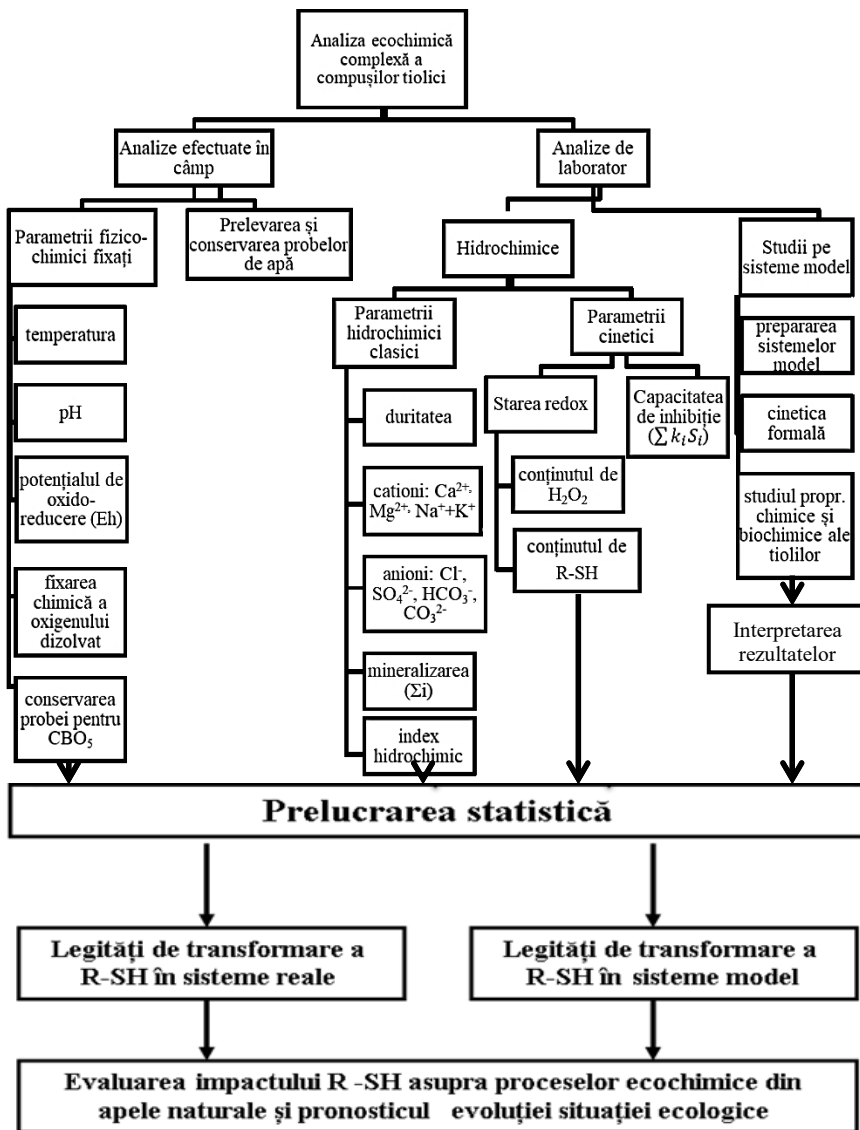 Analiza ecochimică
complexă a
compușilor tiolici
Analize efectuate în
câmp
Analize de
laborator
Parametrii fizico-
chimici fixați
Prelevarea și
conservarea probelor
de apă
Hidrochimice
Studii pe
sisteme model
temperatura
pH
potențialul de
oxido-
reducere (Eh)
fixarea
chimică a
oxigenului
dizolvat
conservarea
probei pentru
CBO₅
Parametrii
hidrochimici
clasici
Parametrii
cinetici
duritatea
cationi: Ca²⁺,
Mg²⁺, Na⁺+K⁺
anioni: Cl⁻,
SO₄²⁻, HCO₃⁻,
CO₃²⁻
mineralizarea
(Σi)
index
hidrochimic
Starea redox
Capacitatea
de inhibiție
(∑ kᵢSᵢ)
conținutul de
H₂O₂
conținutul de
R-SH
prepararea
sistemelor
model
cinetica
formală
studiul propr.
chimice și
biochimice ale
tiolilor
Interpretarea
rezultatelor
Prelucrarea statistică
Legități de transformare a
R-SH în sisteme reale
Legități de transformare a
R-SH în sisteme model
Evaluarea impactului R -SH asupra proceselor ecochimice din
apele naturale și pronosticul evoluției situației ecologice